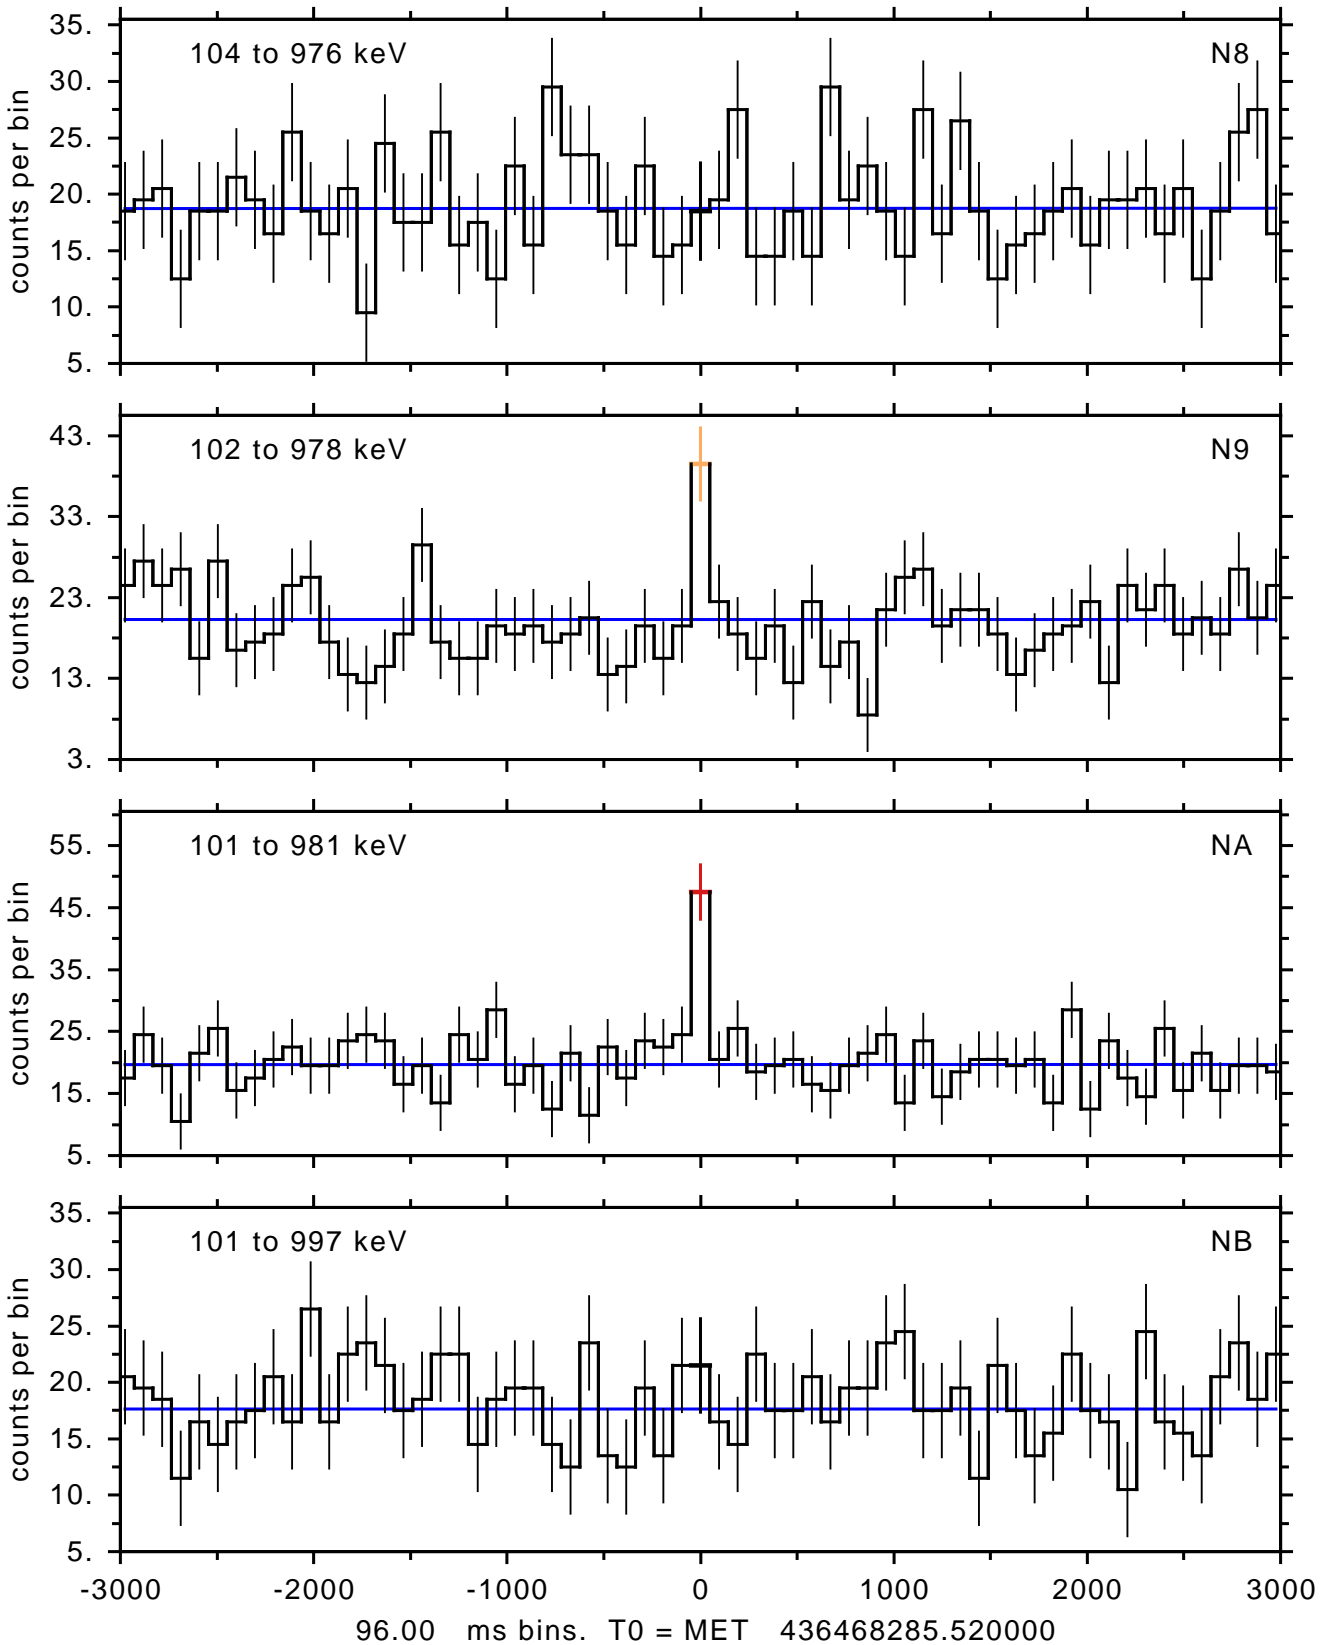 104 to 976 keV N8
35.
30.
25.
20.
15.
10.
5.
counts per bin
102 to 978 keV N9
43.
33.
23.
13.
3.
counts per bin
101 to 981 keV NA
55.
45.
35.
25.
15.
5.
counts per bin
101 to 997 keV NB
35.
30.
25.
20.
15.
10.
5.
counts per bin
-3000 -2000 -1000 0 1000 2000 3000
96.00 ms bins. T0 = MET 436468285.520000